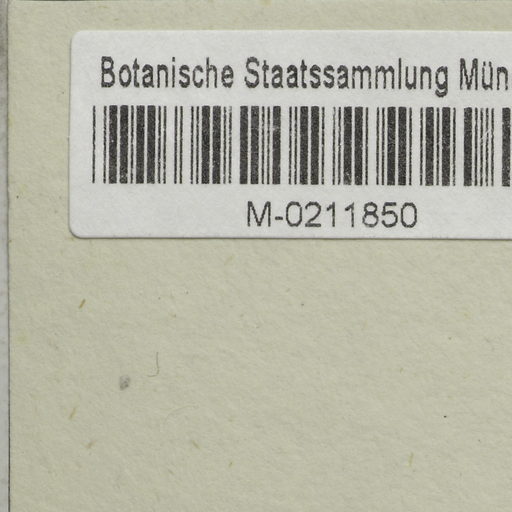 Botanische Staatssammlung Mün
M-0211850